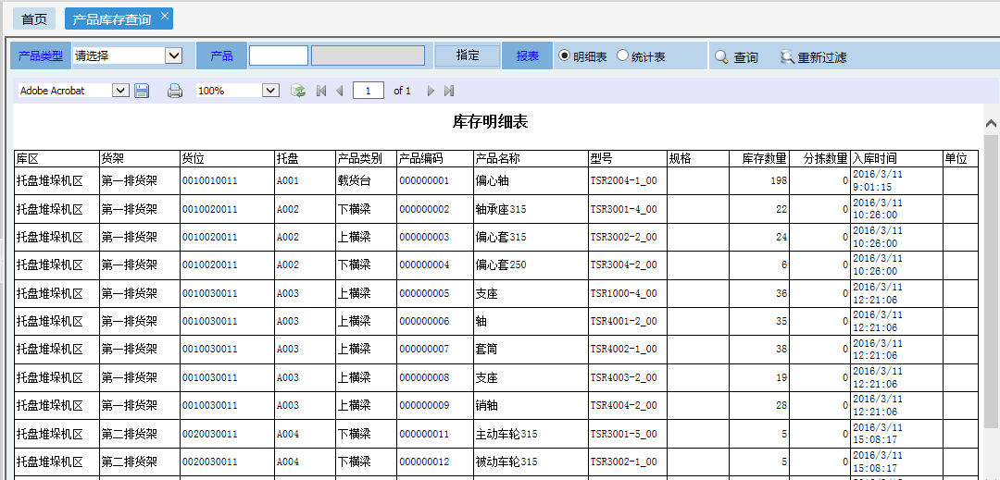 首页 产品库存查询 ×
产品类型 请选择 产品 指定 报表 明细表 统计表 查询 重新过滤
Adobe Acrobat 100% 1 of 1
库存明细表
库区 货架 货位 托盘 产品类别 产品编码 产品名称 型号 规格 库存数量 分拣数量 入库时间 单位
托盘堆垛机区 第一排货架 0010010011 A001 载货台 000000001 偏心轴 TSR2004-1_00 198 0 2016/3/11 9:01:15
托盘堆垛机区 第一排货架 0010020011 A002 下横梁 000000002 轴承座315 TSR3001-4_00 22 0 2016/3/11 10:26:00
托盘堆垛机区 第一排货架 0010020011 A002 上横梁 000000003 偏心套315 TSR3002-2_00 24 0 2016/3/11 10:26:00
托盘堆垛机区 第一排货架 0010020011 A002 下横梁 000000004 偏心套250 TSR3004-2_00 6 0 2016/3/11 10:26:00
托盘堆垛机区 第一排货架 0010030011 A003 上横梁 000000005 支座 TSR1000-4_00 36 0 2016/3/11 12:21:06
托盘堆垛机区 第一排货架 0010030011 A003 上横梁 000000006 轴 TSR4001-2_00 35 0 2016/3/11 12:21:06
托盘堆垛机区 第一排货架 0010030011 A003 上横梁 000000007 套筒 TSR4002-1_00 38 0 2016/3/11 12:21:06
托盘堆垛机区 第一排货架 0010030011 A003 上横梁 000000008 支座 TSR4003-2_00 19 0 2016/3/11 12:21:06
托盘堆垛机区 第一排货架 0010030011 A003 上横梁 000000009 销轴 TSR4004-2_00 28 0 2016/3/11 12:21:06
托盘堆垛机区 第二排货架 0020030011 A004 下横梁 000000011 主动车轮315 TSR3001-5_00 5 0 2016/3/11 15:08:17
托盘堆垛机区 第二排货架 0020030011 A004 下横梁 000000012 被动车轮315 TSR3002-1_00 5 0 2016/3/11 15:08:17